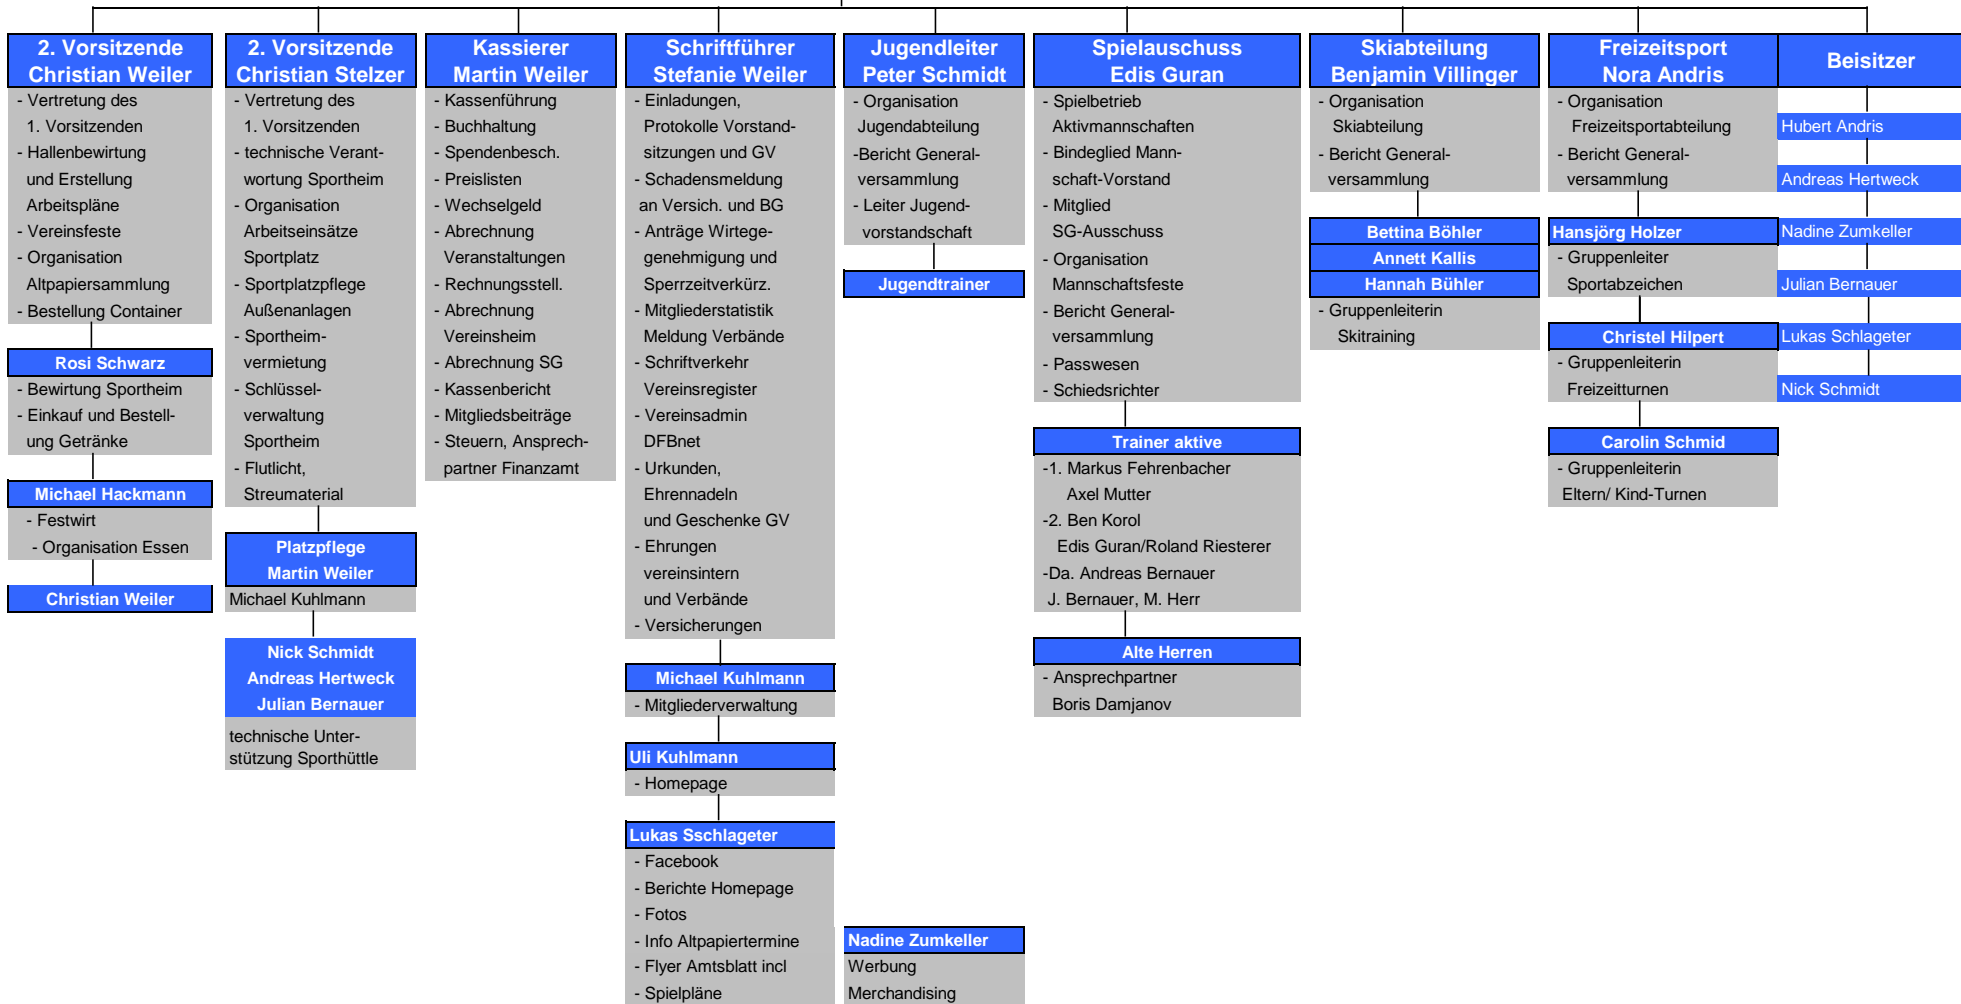 2. Vorsitzende
Christian Weiler
- Vertretung des
1. Vorsitzenden
- Hallenbewirtung
und Erstellung
Arbeitspläne
- Vereinsfeste
- Organisation
Altpapiersammlung
- Bestellung Container
Rosi Schwarz
- Bewirtung Sportheim
- Einkauf und Bestell-
ung Getränke
Michael Hackmann
- Festwirt
- Organisation Essen
Christian Weiler
2. Vorsitzende
Christian Stelzer
- Vertretung des
1. Vorsitzenden
- technische Verant-
wortung Sportheim
- Organisation
Arbeitseinsätze
Sportplatz
- Sportplatzpflege
Außenanlagen
- Sportheim-
vermietung
- Schlüssel-
verwaltung
Sportheim
- Flutlicht,
Streumaterial
Platzpflege
Martin Weiler
Michael Kuhlmann
Nick Schmidt
Andreas Hertweck
Julian Bernauer
technische Unter-
stützung Sporthüttle
Kassierer
Martin Weiler
- Kassenführung
- Buchhaltung
- Spendenbesch.
- Preislisten
- Wechselgeld
- Abrechnung
Veranstaltungen
- Rechnungsstell.
- Abrechnung
Vereinsheim
- Abrechnung SG
- Kassenbericht
- Mitgliedsbeiträge
- Steuern, Ansprech-
partner Finanzamt
Schriftführer
Stefanie Weiler
- Einladungen,
Protokolle Vorstand-
sitzungen und GV
- Schadensmeldung
an Versich. und BG
- Anträge Wirtege-
genehmigung und
Sperrzeitverkürz.
- Mitgliederstatistik
Meldung Verbände
- Schriftverkehr
Vereinsregister
- Vereinsadmin
DFBnet
- Urkunden,
Ehrennadeln
und Geschenke GV
- Ehrungen
vereinsintern
und Verbände
- Versicherungen
Michael Kuhlmann
- Mitgliederverwaltung
Uli Kuhlmann
- Homepage
Lukas Sschlageter
- Facebook
- Berichte Homepage
- Fotos
- Info Altpapiertermine
- Flyer Amtsblatt incl
- Spielpläne
Jugendleiter
Peter Schmidt
- Organisation
Jugendabteilung
-Bericht General-
versammlung
- Leiter Jugend-
vorstandschaft
Jugendtrainer
Nadine Zumkeller
Werbung
Merchandising
Spielauschuss
Edis Guran
- Spielbetrieb
Aktivmannschaften
- Bindeglied Mann-
schaft-Vorstand
- Mitglied
SG-Ausschuss
- Organisation
Mannschaftsfeste
- Bericht General-
versammlung
- Passwesen
- Schiedsrichter
Trainer aktive
-1. Markus Fehrenbacher
Axel Mutter
-2. Ben Korol
Edis Guran/Roland Riesterer
-Da. Andreas Bernauer
J. Bernauer, M. Herr
Alte Herren
- Ansprechpartner
Boris Damjanov
Skiabteilung
Benjamin Villinger
- Organisation
Skiabteilung
- Bericht General-
versammlung
Bettina Böhler
Annett Kallis
Hannah Bühler
- Gruppenleiterin
Skitraining
Freizeitsport
Nora Andris
- Organisation
Freizeitsportabteilung
- Bericht General-
versammlung
Hansjörg Holzer
- Gruppenleiter
Sportabzeichen
Christel Hilpert
- Gruppenleiterin
Freizeitturnen
Carolin Schmid
- Gruppenleiterin
Eltern/ Kind-Turnen
Beisitzer
Hubert Andris
Andreas Hertweck
Nadine Zumkeller
Julian Bernauer
Lukas Schlageter
Nick Schmidt